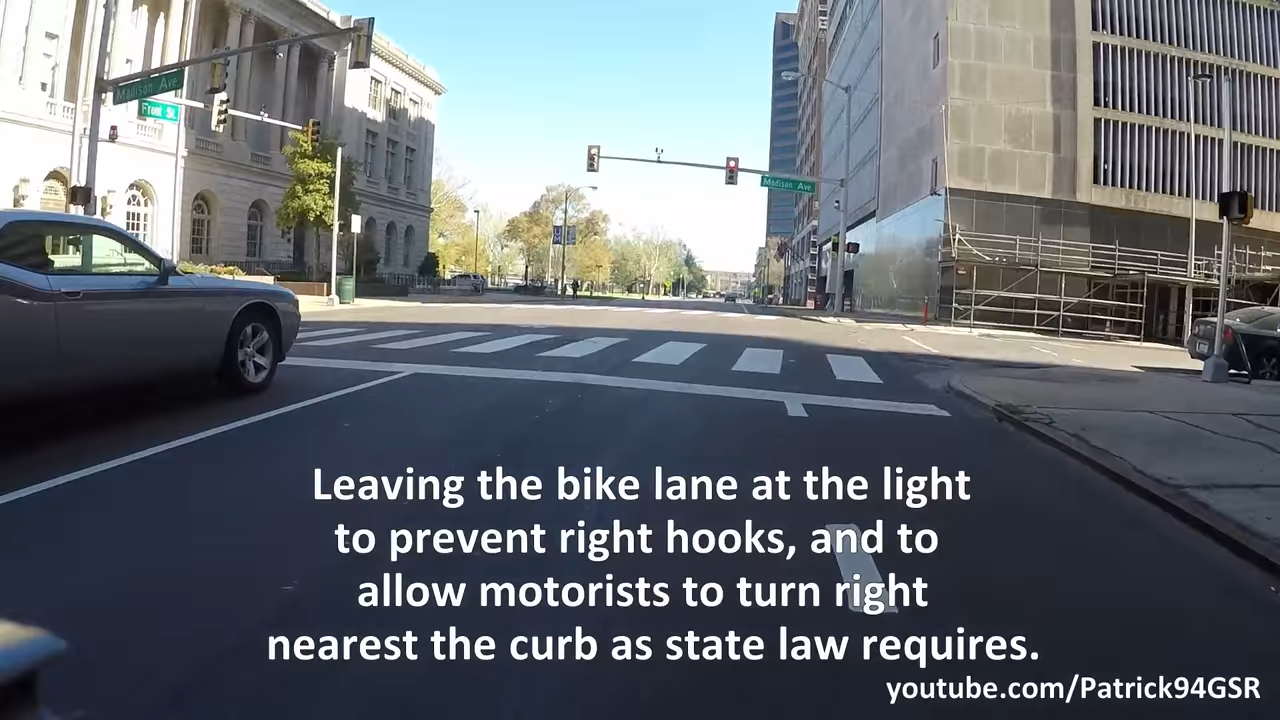 Madison Ave
Front St.
Madison Ave
Leaving the bike lane at the light
to prevent right hooks, and to
allow motorists to turn right
nearest the curb as state law requires.
youtube.com/Patrick94GSR